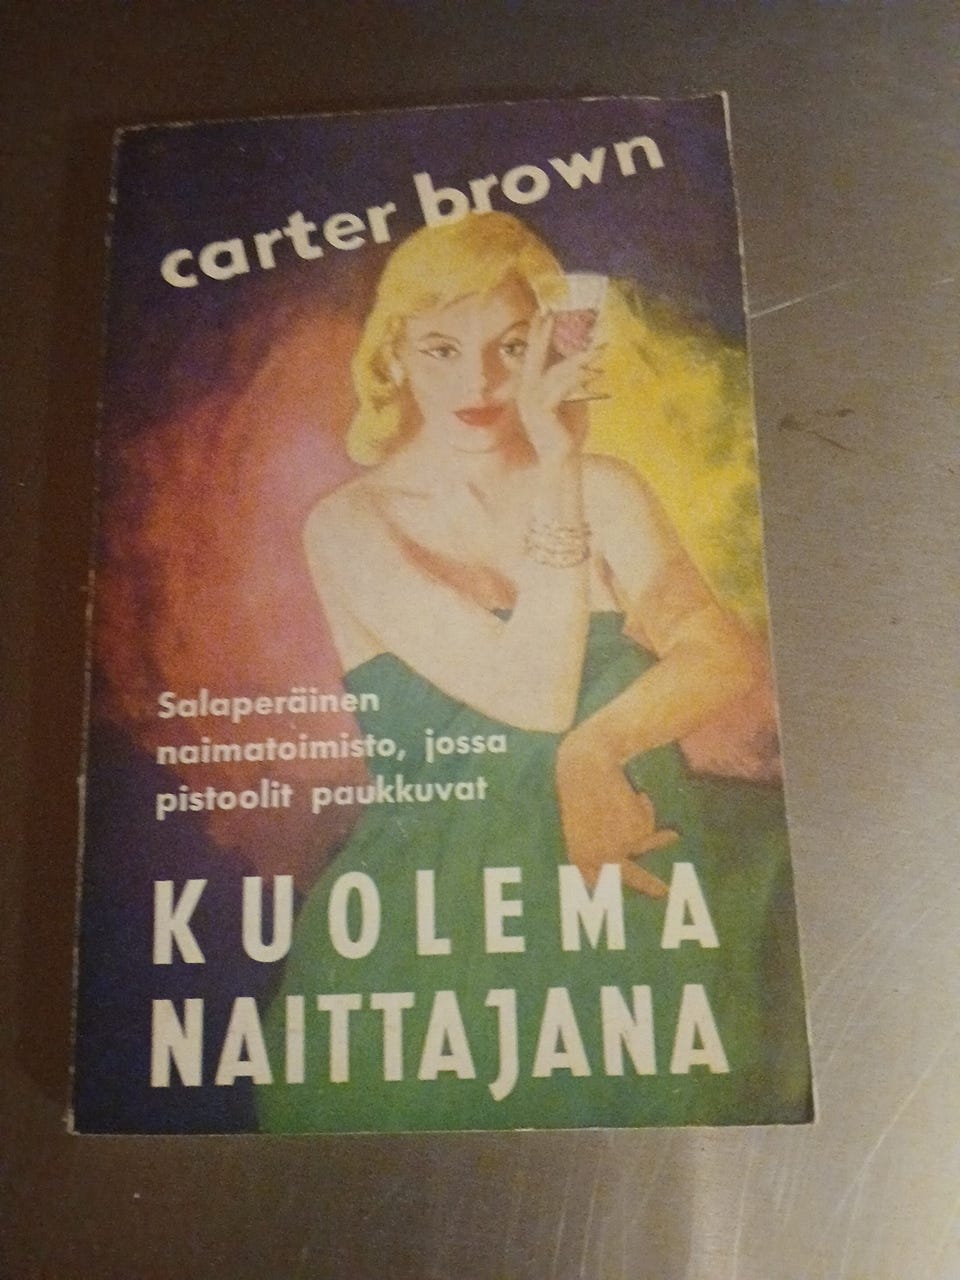 carter brown
Salaperäinen
naimatoimisto, jossa
pistoolit paukkuvat
KUOLEMA
NAITTAJANA